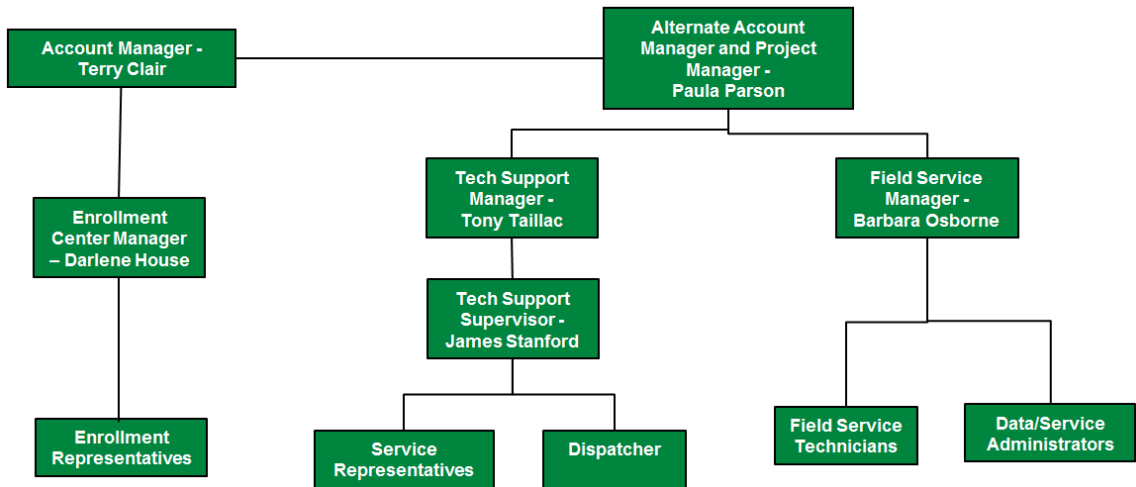 Account Manager -
Terry Clair
Alternate Account
Manager and Project
Manager -
Paula Parson
Enrollment
Center Manager
– Darlene House
Tech Support
Manager -
Tony Taillac
Field Service
Manager -
Barbara Osborne
Tech Support
Supervisor -
James Stanford
Enrollment
Representatives
Service
Representatives
Dispatcher
Field Service
Technicians
Data/Service
Administrators